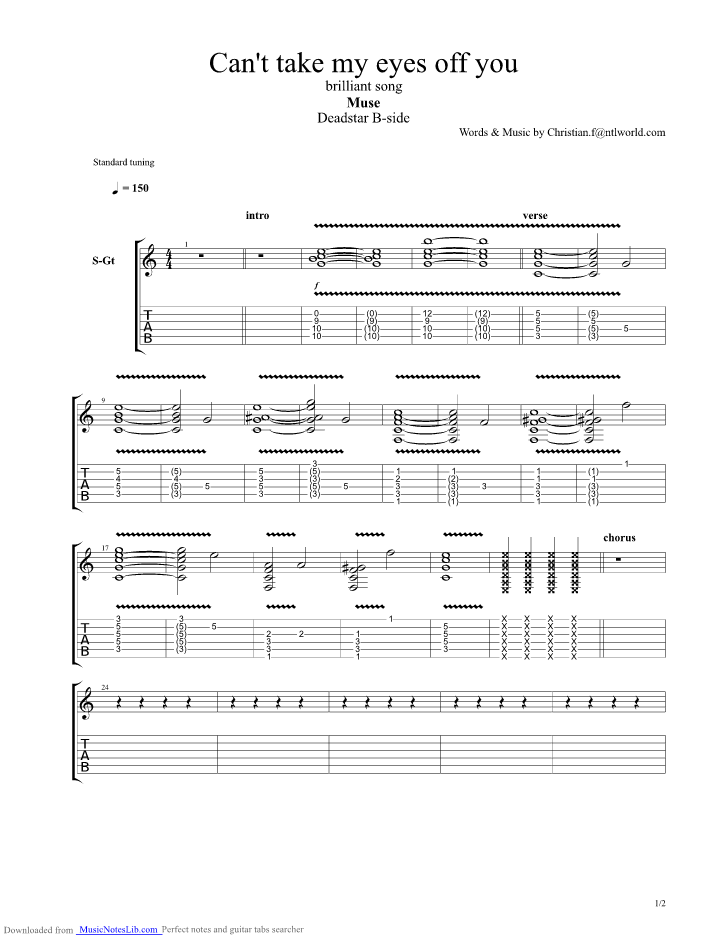 Can't take my eyes off you
brilliant song
Muse
Deadstar B-side
Words & Music by Christian.f@ntlworld.com
Standard tuning
= 150
intro
verse
1
S-Gt
4
4
f
T
A
B
0 (0) 12 (12) 5 (5)
9 (9) 10 (10) 5 5
10 (10) 10 (10) 5 (5) 5
10 (10) 10 (10) 3 (3)
9
3 1
5 (5) 5 (5) 1 1 1 (1)
T
A
B
4 4 3 (3) 2 (2) 1 1
5 (5) 5 5 (5) 5 3 (3) 3 3 (3)
3 (3) 3 (3) 3 (3) 3 (3)
1 (1) 1 (1)
chorus
17
3 3 1 X X X X
T
A
B
5 (5) 5 5 X X X X
5 (5) 2 2 1 5 X X X X
5 (5) 3 3 5 X X X X
3 (3) 3 3 3 X X X X
1 1 X X X X
24
T
A
B
1/2
Downloaded from MusicNotesLib.com Perfect notes and guitar tabs searcher